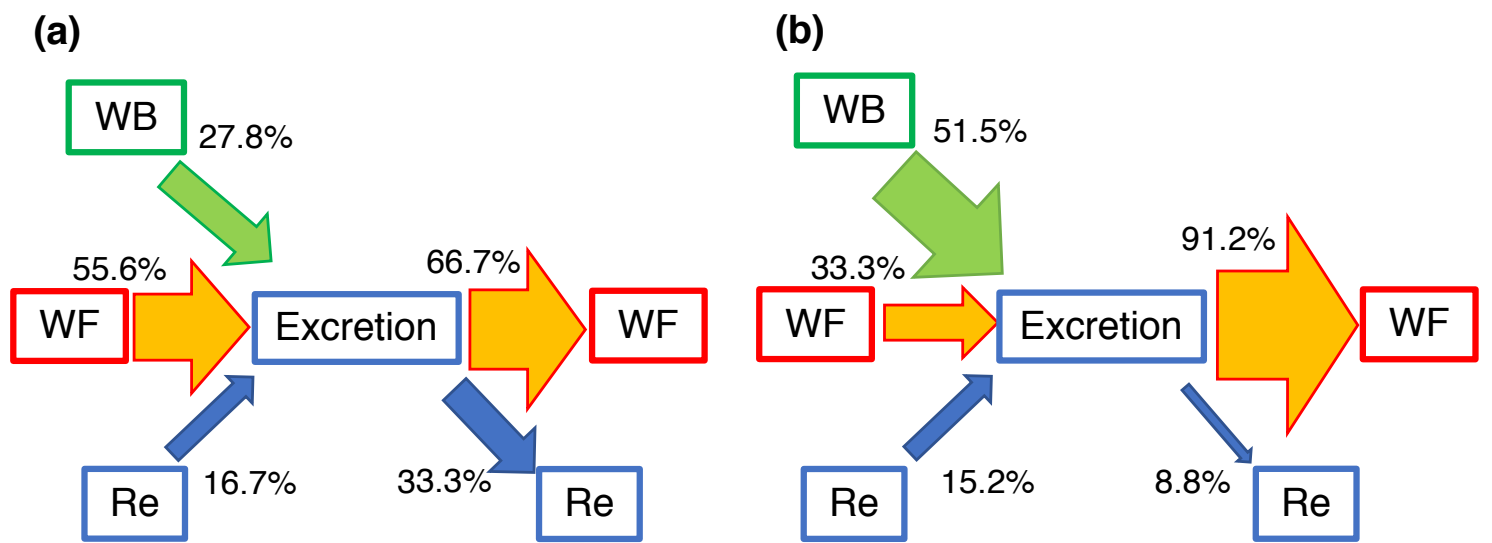 (a)
WB
27.8%
55.6%
66.7%
WF
Excretion
WF
16.7%
33.3%
Re
Re
(b)
WB
51.5%
33.3%
91.2%
WF
Excretion
WF
15.2%
8.8%
Re
Re